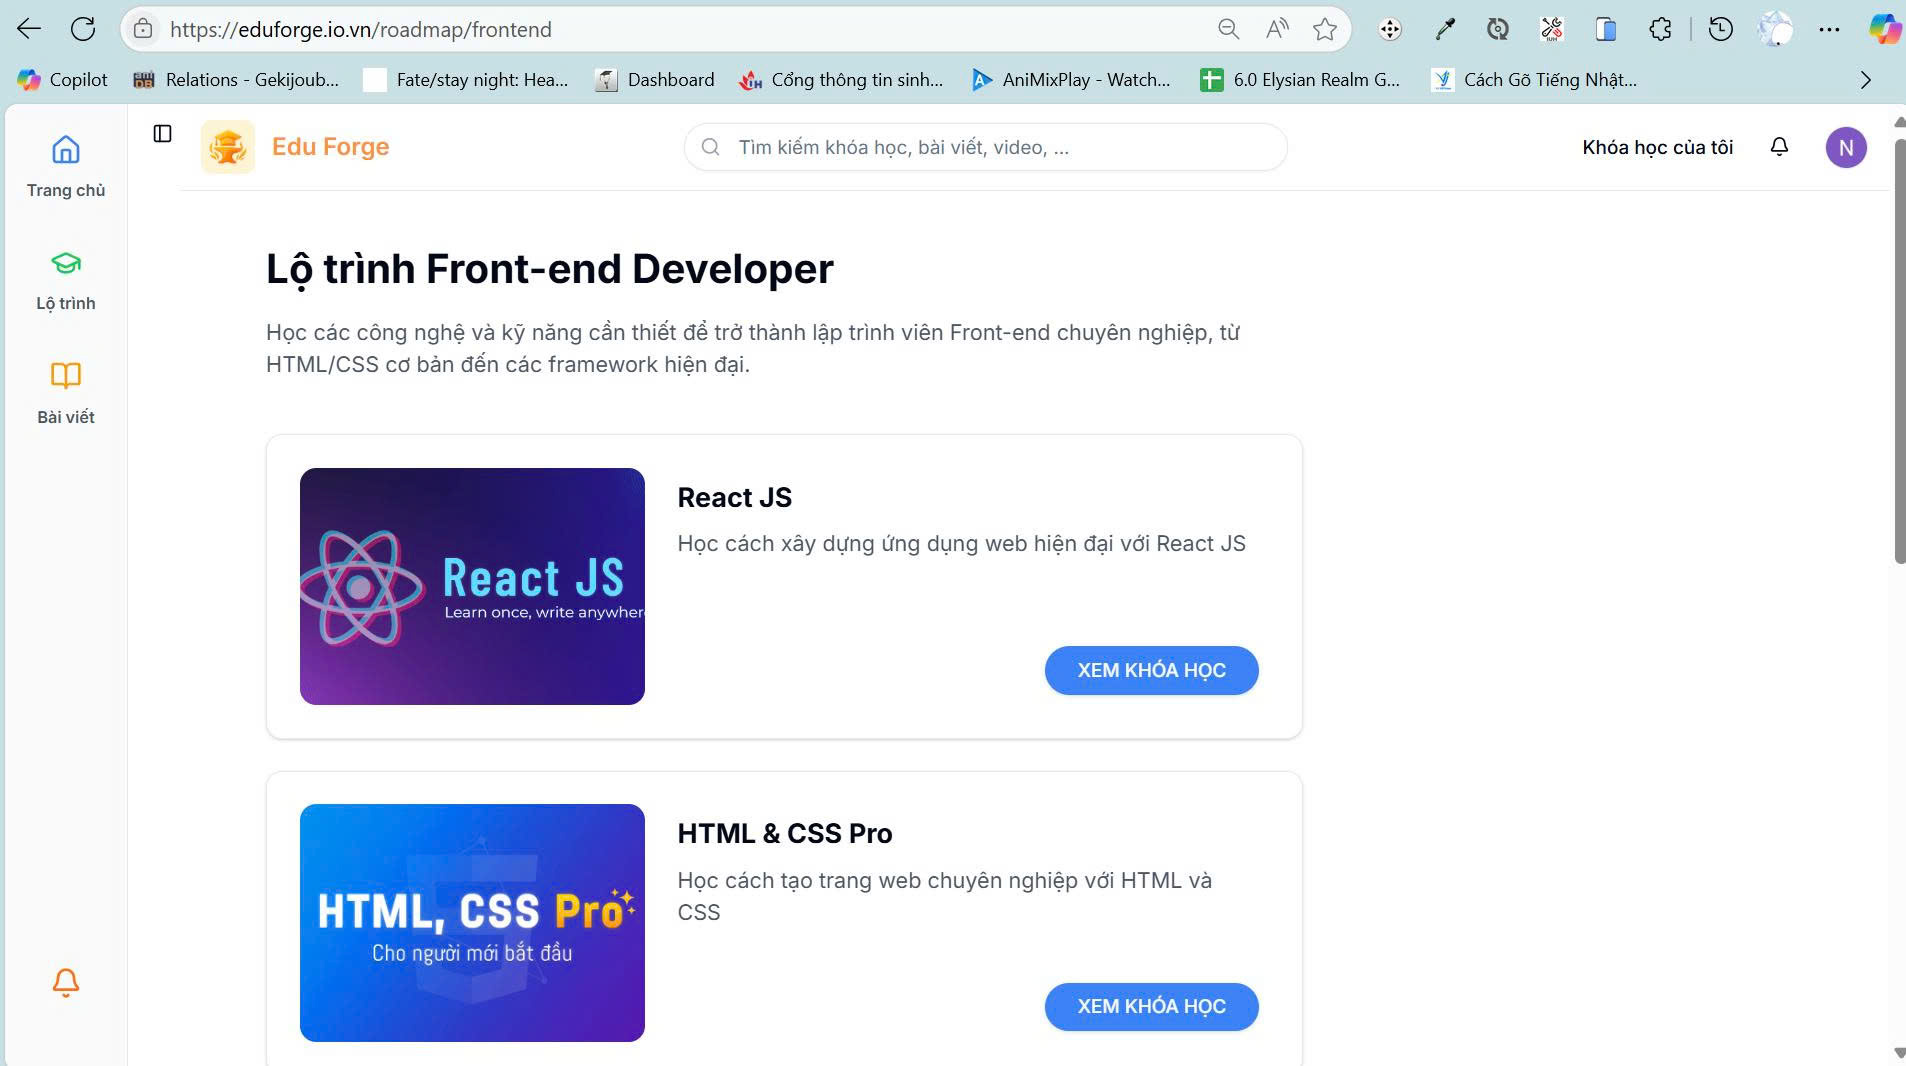 https://eduforge.io.vn/roadmap/frontend
Copilot
Relations - Gekijoub...
Fate/stay night: Hea...
Dashboard
Cổng thông tin sinh...
AniMixPlay - Watch...
6.0 Elysian Realm G...
Cách Gõ Tiếng Nhật...
Edu Forge
Tìm kiếm khóa học, bài viết, video, ...
Khóa học của tôi
N
Trang chủ
Lộ trình
Bài viết
Lộ trình Front-end Developer
Học các công nghệ và kỹ năng cần thiết để trở thành lập trình viên Front-end chuyên nghiệp, từ
HTML/CSS cơ bản đến các framework hiện đại.
React JS
Learn once, write anywher
React JS
Học cách xây dựng ứng dụng web hiện đại với React JS
XEM KHÓA HỌC
HTML, CSS Pro
Cho người mới bắt đầu
HTML & CSS Pro
Học cách tạo trang web chuyên nghiệp với HTML và
CSS
XEM KHÓA HỌC